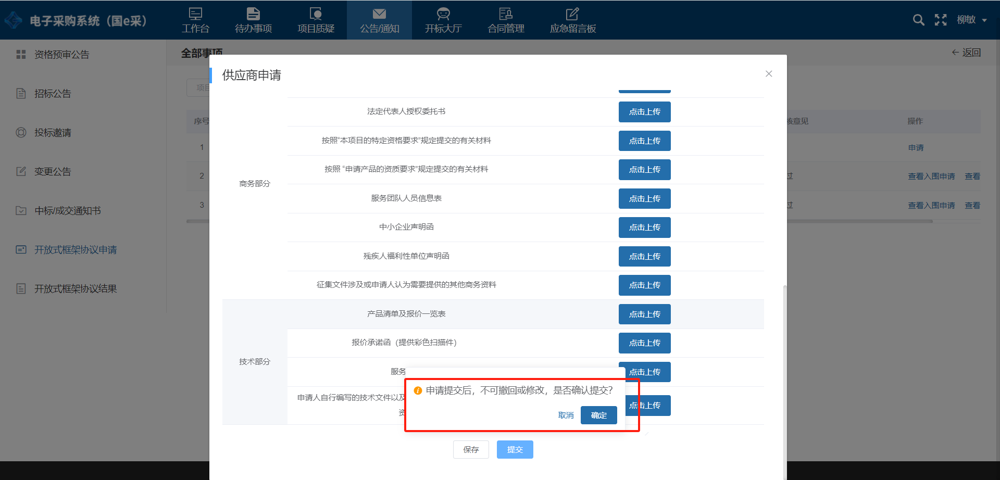 电子采购系统（国e采）
工作台
待办事项
项目质疑
公告/通知
开标大厅
合同管理
应急留言板
柳敏
资格预审公告
招标公告
投标邀请
变更公告
中标/成交通知书
开放式框架协议申请
开放式框架协议结果
全部事项
返回
项目
序号
核意见
操作
1
申请
2
过
查看入围申请
查看
3
过
查看入围申请
查看
供应商申请
商务部分
法定代表人授权委托书
点击上传
按照“本项目的特定资格要求”规定提交的有关材料
点击上传
按照 “申请产品的资质要求”规定提交的有关材料
点击上传
服务团队人员信息表
点击上传
中小企业声明函
点击上传
残疾人福利性单位声明函
点击上传
征集文件涉及或申请人认为需要提供的其他商务资料
点击上传
技术部分
产品清单及报价一览表
点击上传
报价承诺函（提供彩色扫描件）
点击上传
服务
点击上传
申请人自行编写的技术文件以及
资
点击上传
申请提交后，不可撤回或修改，是否确认提交？
取消
确定
保存
提交